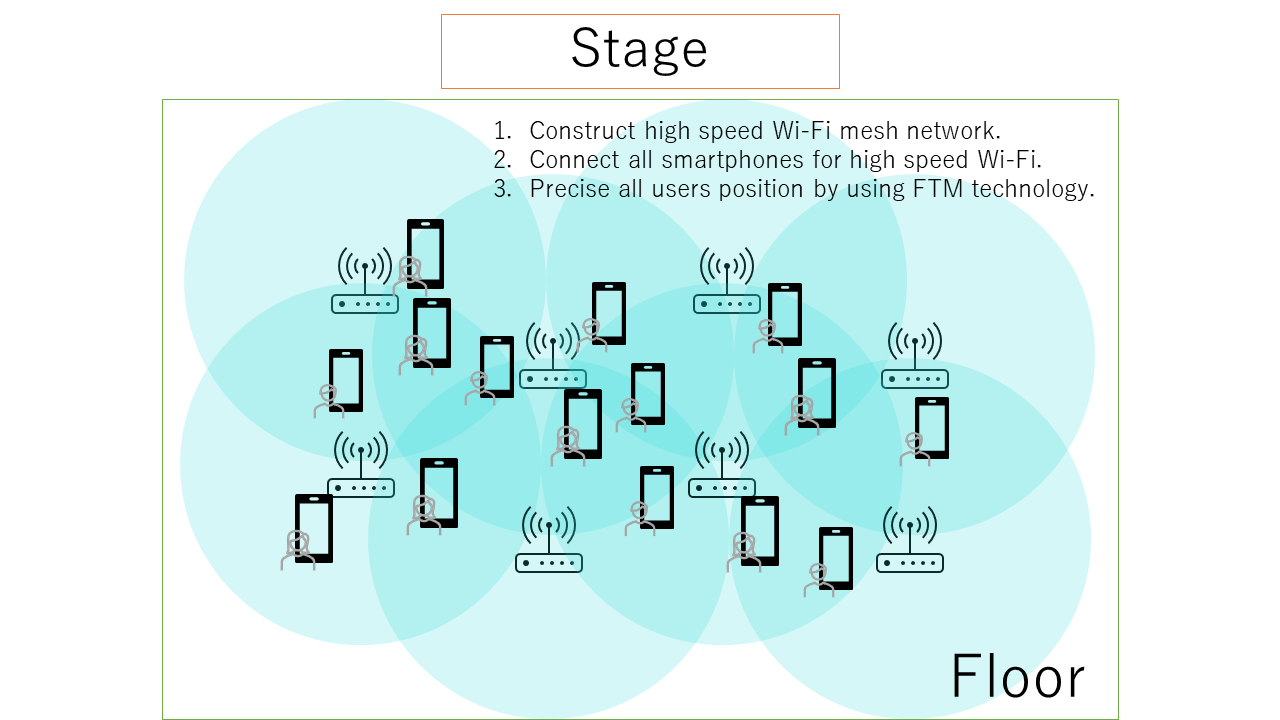 Stage
1. Construct high speed Wi-Fi mesh network.
2. Connect all smartphones for high speed Wi-Fi.
3. Precise all users position by using FTM technology.
Floor